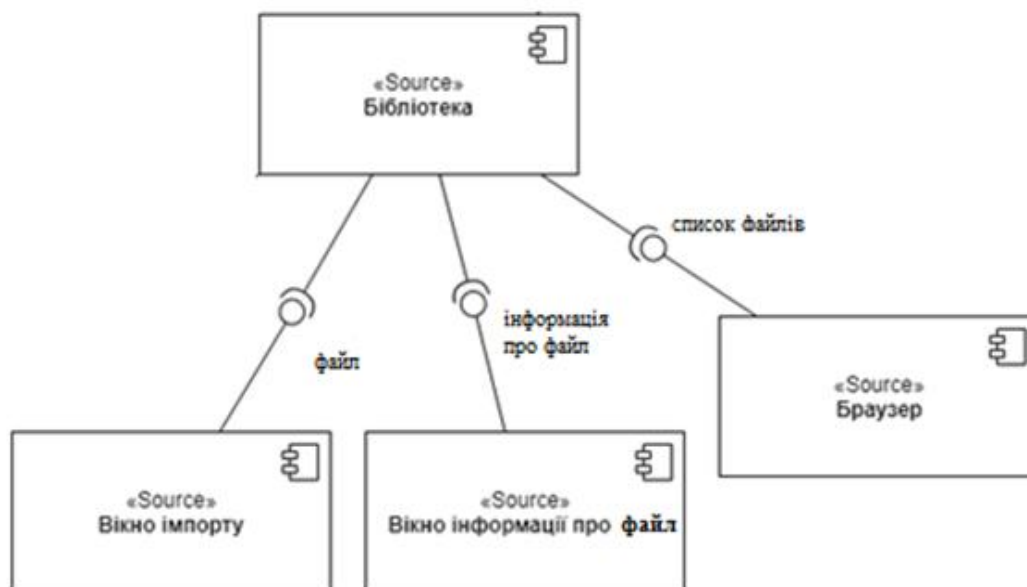 «Source»
Бібліотека
список файлів
інформація
про файл
файл
«Source»
Браузер
«Source»
Вікно імпорту
«Source»
Вікно інформації про файл